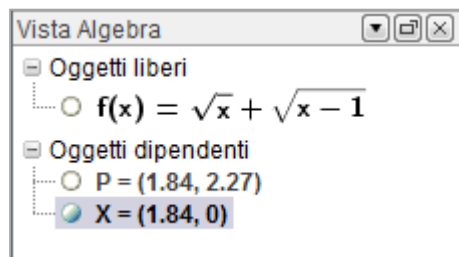 Vista Algebra
Oggetti liberi
f(x) = √x + √x − 1
Oggetti dipendenti
P = (1.84, 2.27)
X = (1.84, 0)